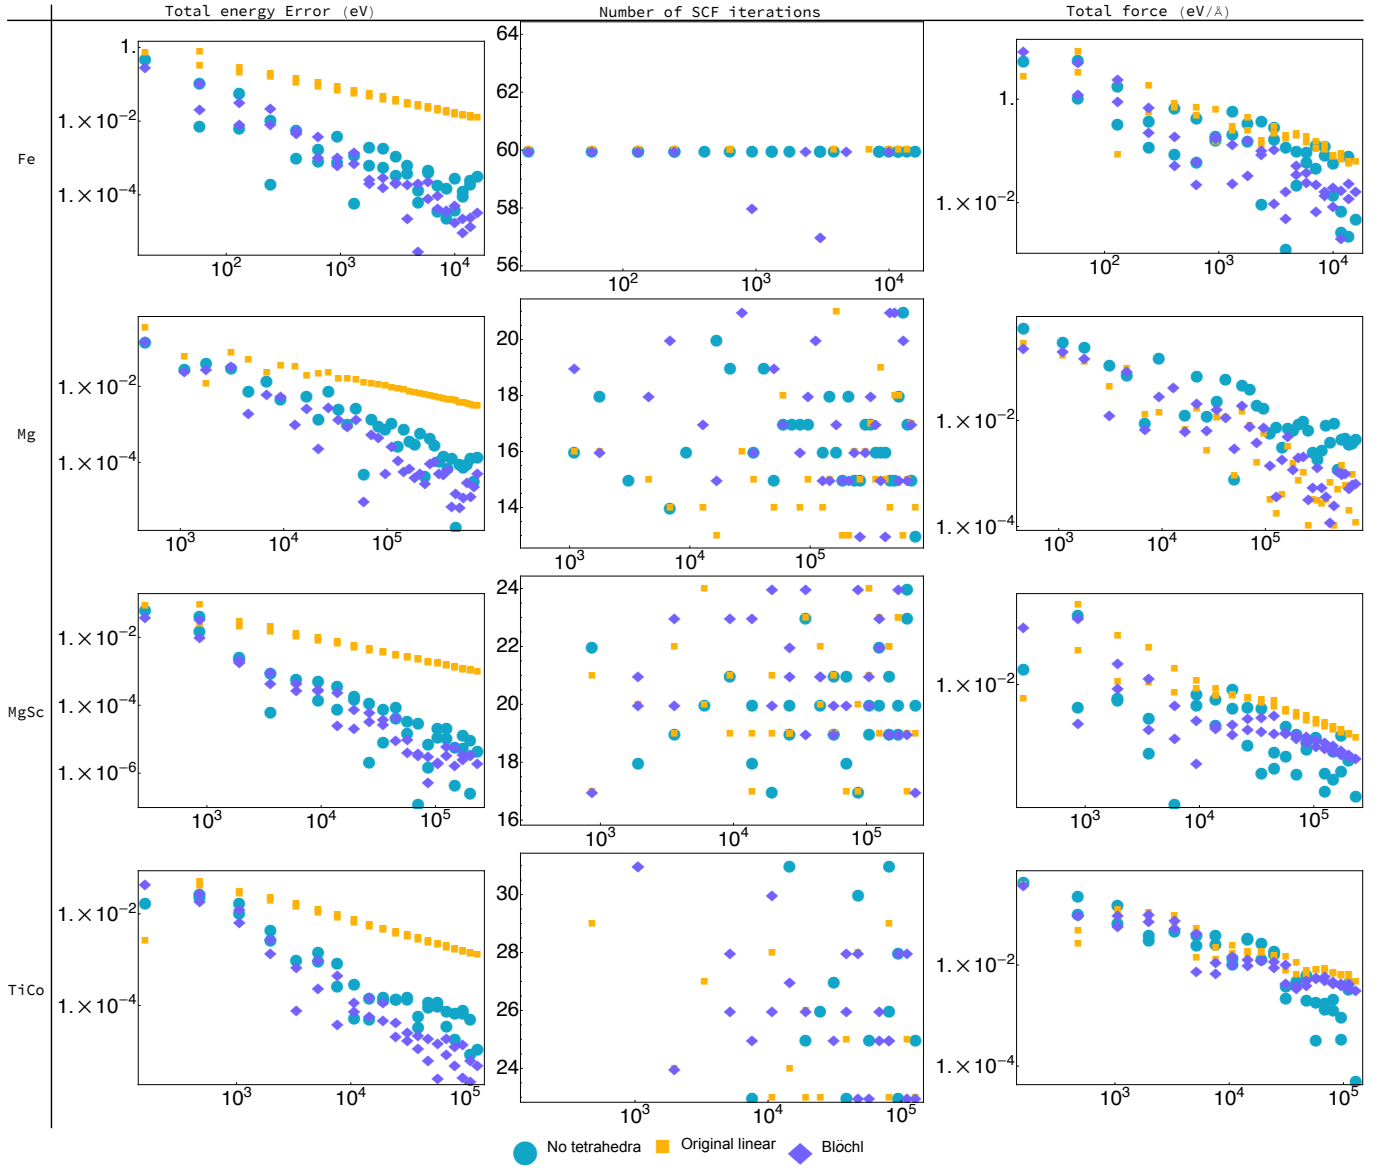 Total energy Error (eV) Number of SCF iterations Total force (eV/Å)
Fe
1.
1.×10⁻²
1.×10⁻⁴
10² 10³ 10⁴
64
62
60
58
56
10² 10³ 10⁴
1.
1.×10⁻²
10² 10³ 10⁴
Mg
1.×10⁻²
1.×10⁻⁴
10³ 10⁴ 10⁵
20
18
16
14
10³ 10⁴ 10⁵
1.×10⁻²
1.×10⁻⁴
10³ 10⁴ 10⁵
MgSc
1.×10⁻²
1.×10⁻⁴
1.×10⁻⁶
10³ 10⁴ 10⁵
24
22
20
18
16
10³ 10⁴ 10⁵
1.×10⁻²
10³ 10⁴ 10⁵
TiCo
1.×10⁻²
1.×10⁻⁴
10³ 10⁴ 10⁵
30
28
26
24
10³ 10⁴ 10⁵
1.×10⁻²
1.×10⁻⁴
10³ 10⁴ 10⁵
No tetrahedra Original linear Blöchl